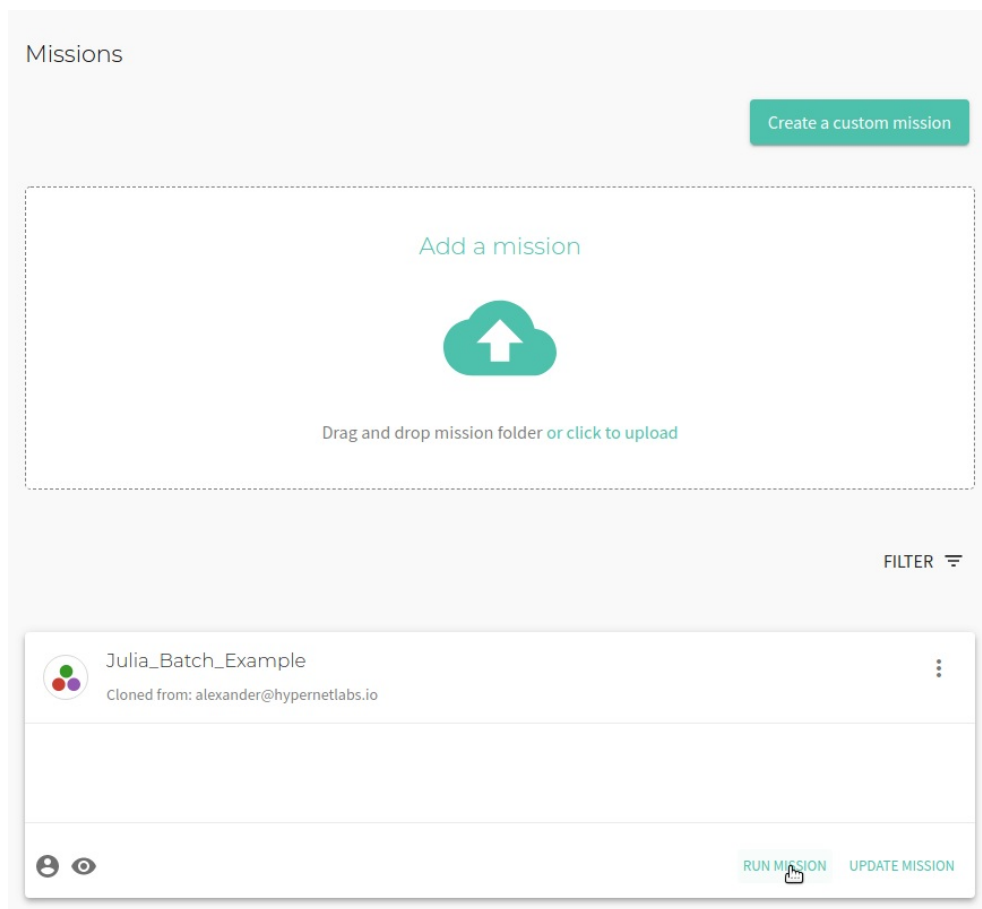 Missions
Create a custom mission
Add a mission
Drag and drop mission folder or click to upload
FILTER
Julia_Batch_Example
Cloned from: alexander@hypernetlabs.io
RUN MISSION UPDATE MISSION